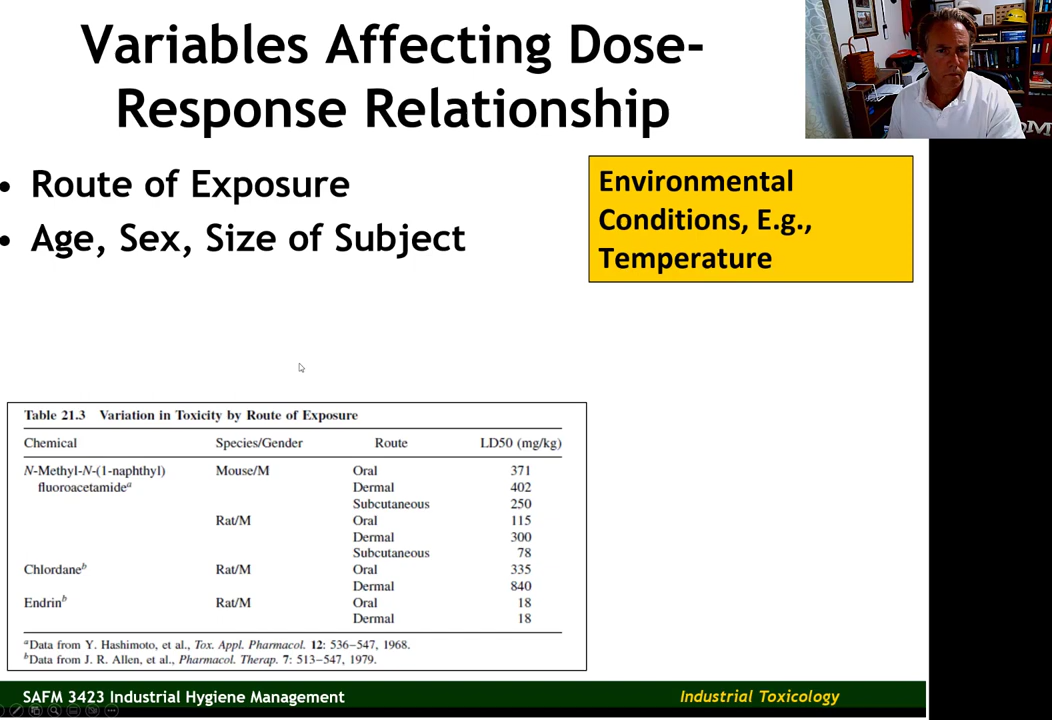 Variables Affecting Dose-
Response Relationship
• Route of Exposure
• Age, Sex, Size of Subject
Environmental
Conditions, E.g.,
Temperature
Table 21.3 Variation in Toxicity by Route of Exposure
Chemical Species/Gender Route LD50 (mg/kg)
N-Methyl-N-(1-naphthyl) Mouse/M Oral 371
fluoroacetamideᵃ Dermal 402
Subcutaneous 250
Rat/M Oral 115
Dermal 300
Subcutaneous 78
Chlordaneᵇ Rat/M Oral 335
Dermal 840
Endrinᵇ Rat/M Oral 18
Dermal 18
ᵃData from Y. Hashimoto, et al., Tox. Appl. Pharmacol. 12: 536–547, 1968.
ᵇData from J. R. Allen, et al., Pharmacol. Therap. 7: 513–547, 1979.
SAFM 3423 Industrial Hygiene Management Industrial Toxicology